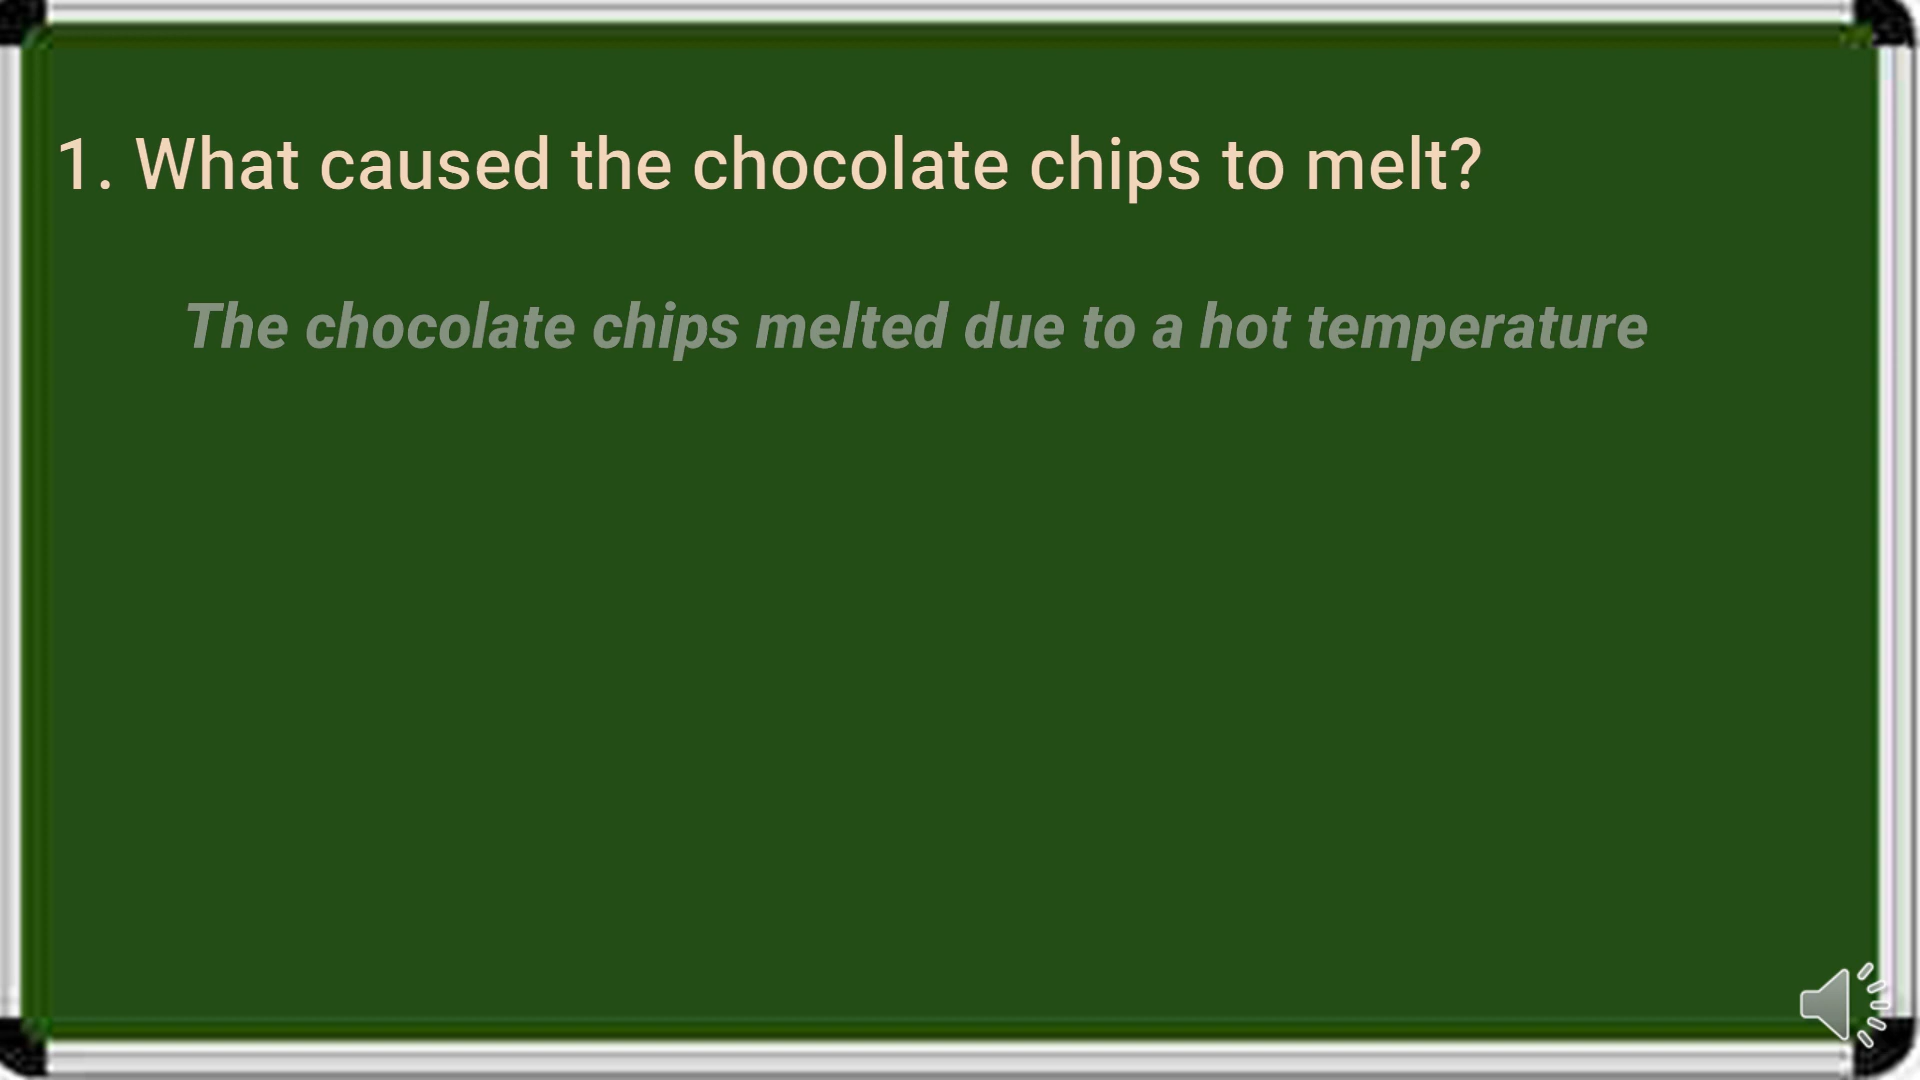 1. What caused the chocolate chips to melt?
The chocolate chips melted due to a hot temperature